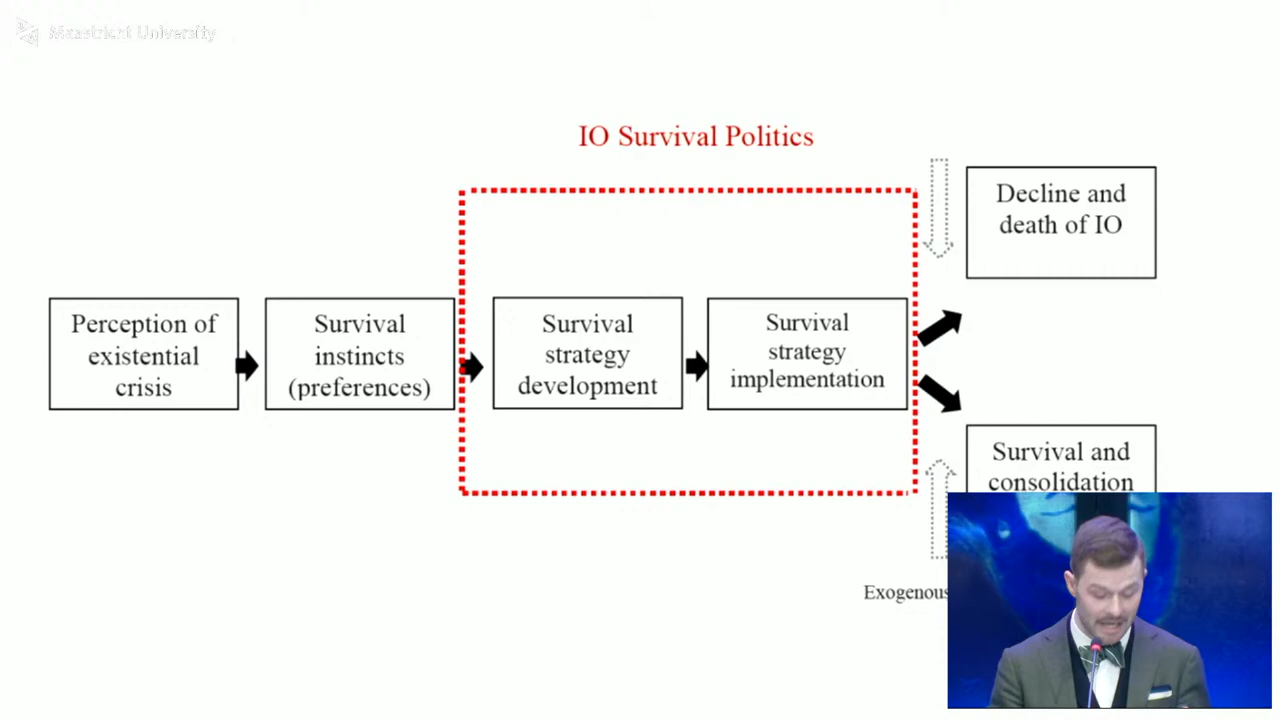 Maastricht University
IO Survival Politics
Decline and
death of IO
Perception of
existential
crisis
Survival
instincts
(preferences)
Survival
strategy
development
Survival
strategy
implementation
Survival and
consolidation
Exogenous